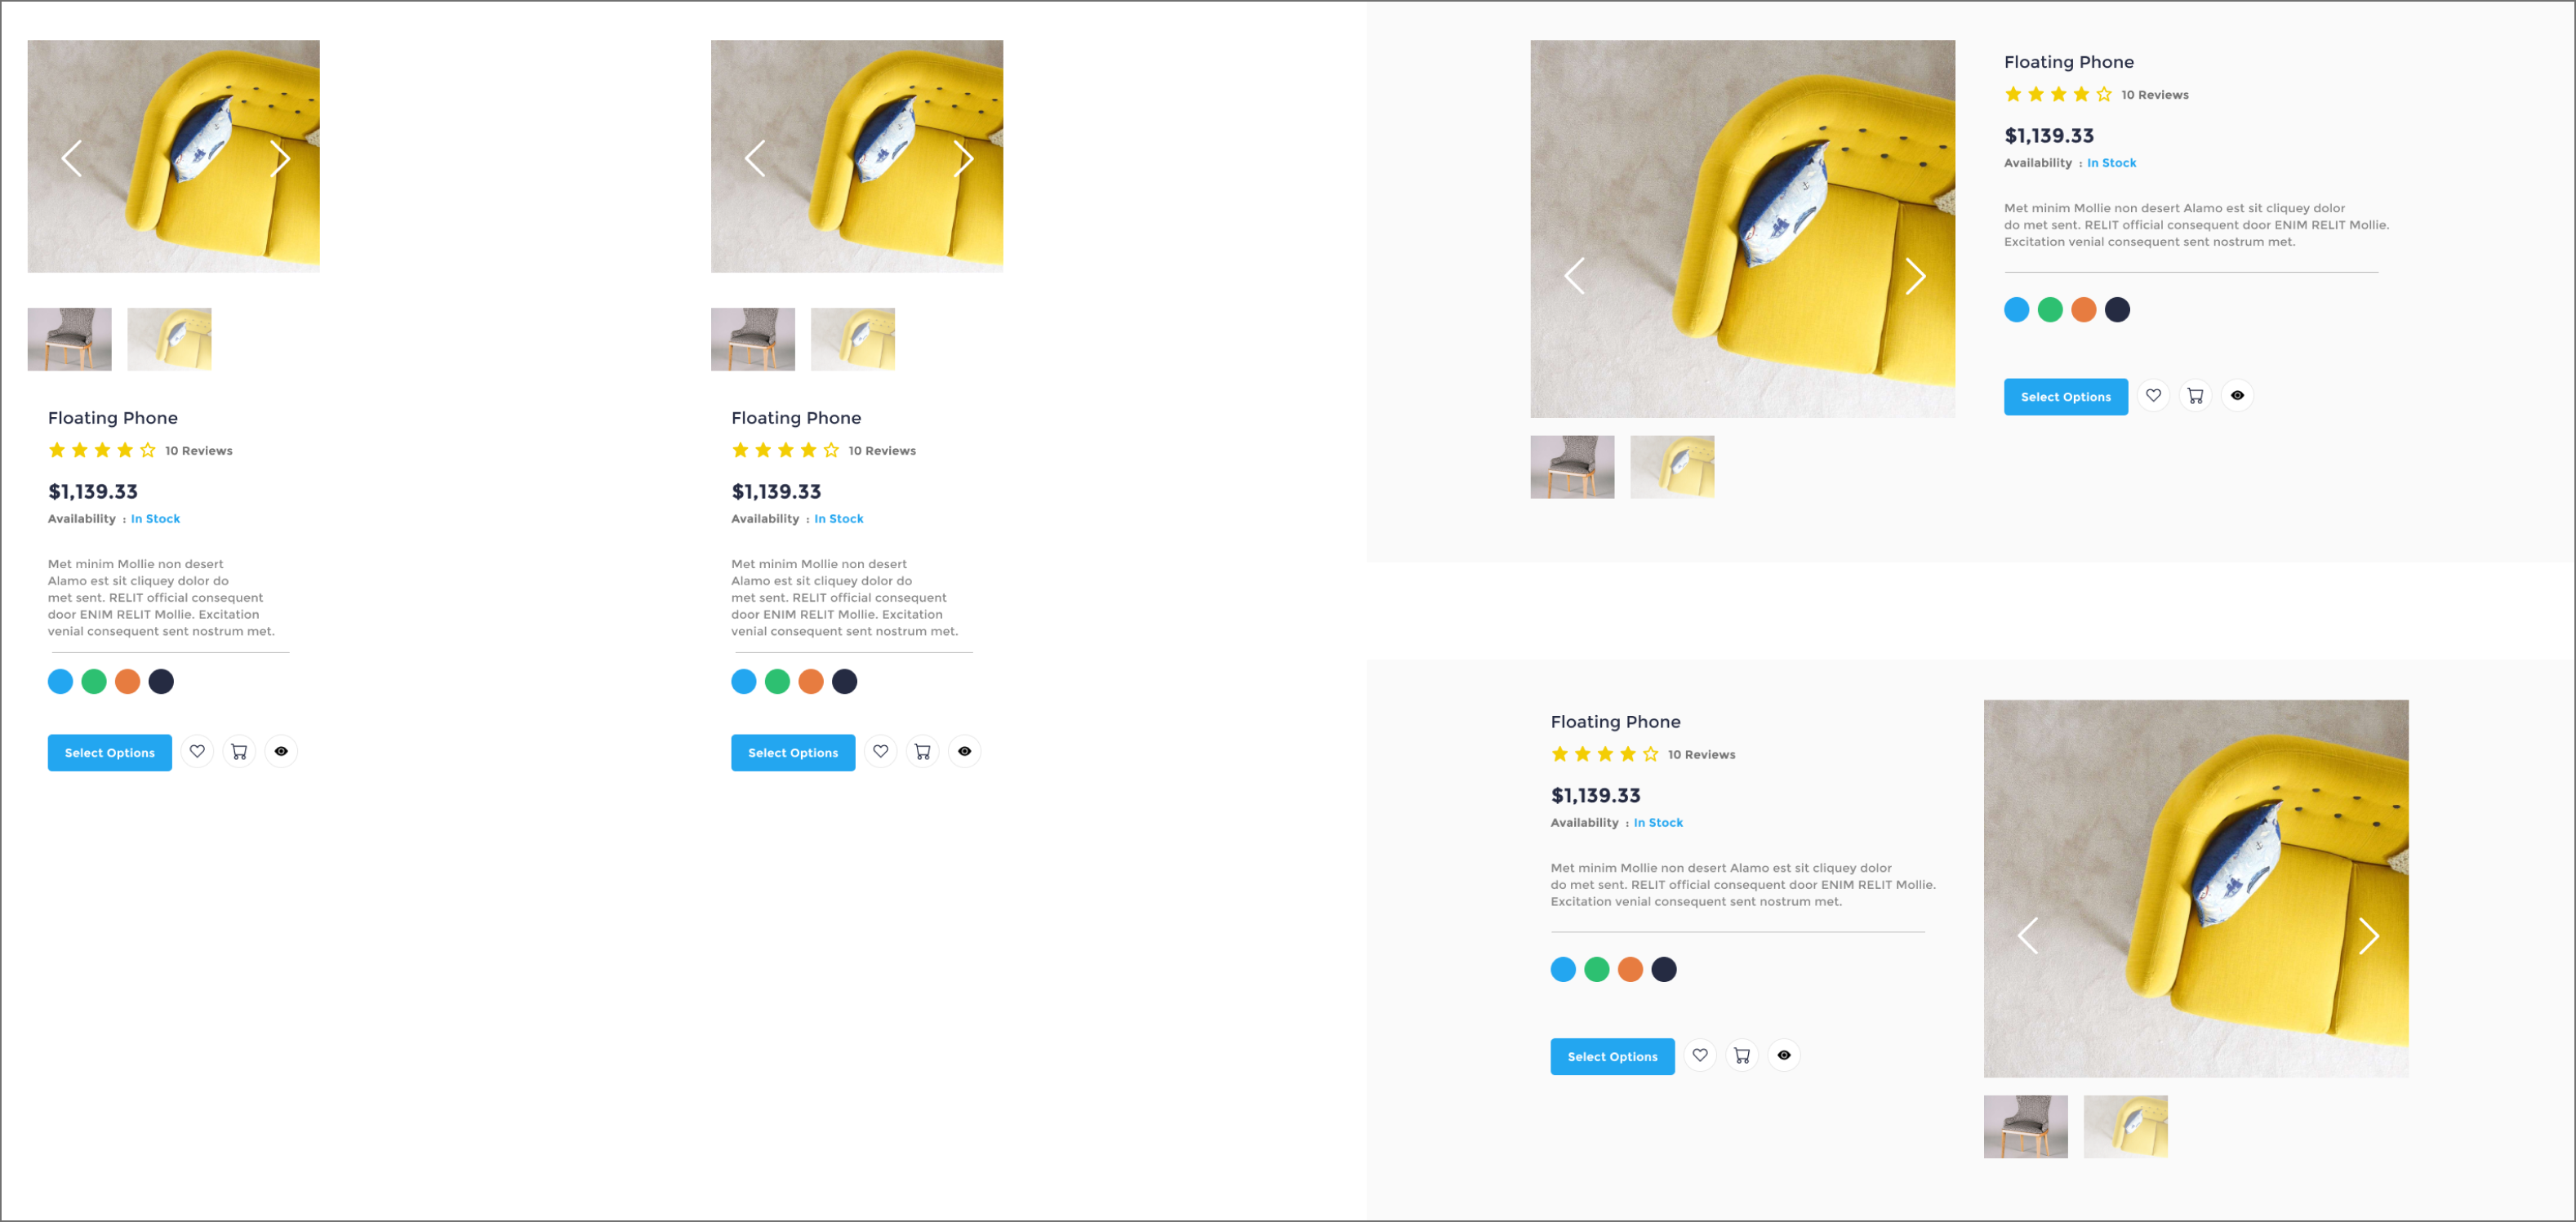 Floating Phone
10 Reviews
$1,139.33
Availability : In Stock
Met minim Mollie non desert
Alamo est sit cliquey dolor do
met sent. RELIT official consequent
door ENIM RELIT Mollie. Excitation
venial consequent sent nostrum met.
Select Options
Floating Phone
10 Reviews
$1,139.33
Availability : In Stock
Met minim Mollie non desert
Alamo est sit cliquey dolor do
met sent. RELIT official consequent
door ENIM RELIT Mollie. Excitation
venial consequent sent nostrum met.
Select Options
Floating Phone
10 Reviews
$1,139.33
Availability : In Stock
Met minim Mollie non desert Alamo est sit cliquey dolor
do met sent. RELIT official consequent door ENIM RELIT Mollie.
Excitation venial consequent sent nostrum met.
Select Options
Floating Phone
10 Reviews
$1,139.33
Availability : In Stock
Met minim Mollie non desert Alamo est sit cliquey dolor
do met sent. RELIT official consequent door ENIM RELIT Mollie.
Excitation venial consequent sent nostrum met.
Select Options